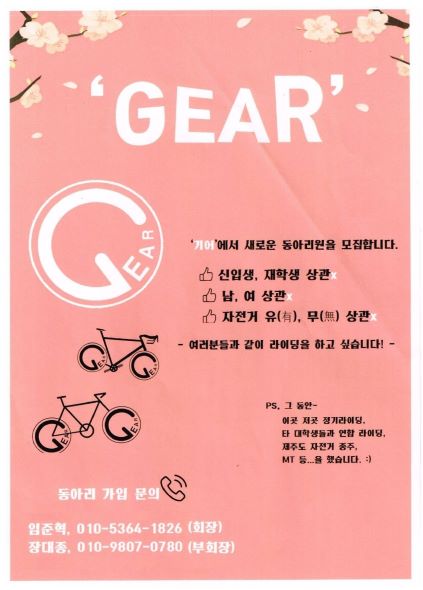 'GEAR'
GEAR
'기어'에서 새로운 동아리원을 모집합니다.
신입생, 재학생 상관x
남, 여 상관x
자전거 유(有), 무(無) 상관x
- 여러분들과 같이 라이딩을 하고 싶습니다! -
GEAR GEAR
GEAR GEAR
PS, 그 동안~
이곳 저곳 정기라이딩,
타 대학생들과 연합 라이딩,
제주도 자전거 종주,
MT 등...을 했습니다. :)
동아리 가입 문의
임준혁, 010-5364-1826 (회장)
장대종, 010-9807-0780 (부회장)